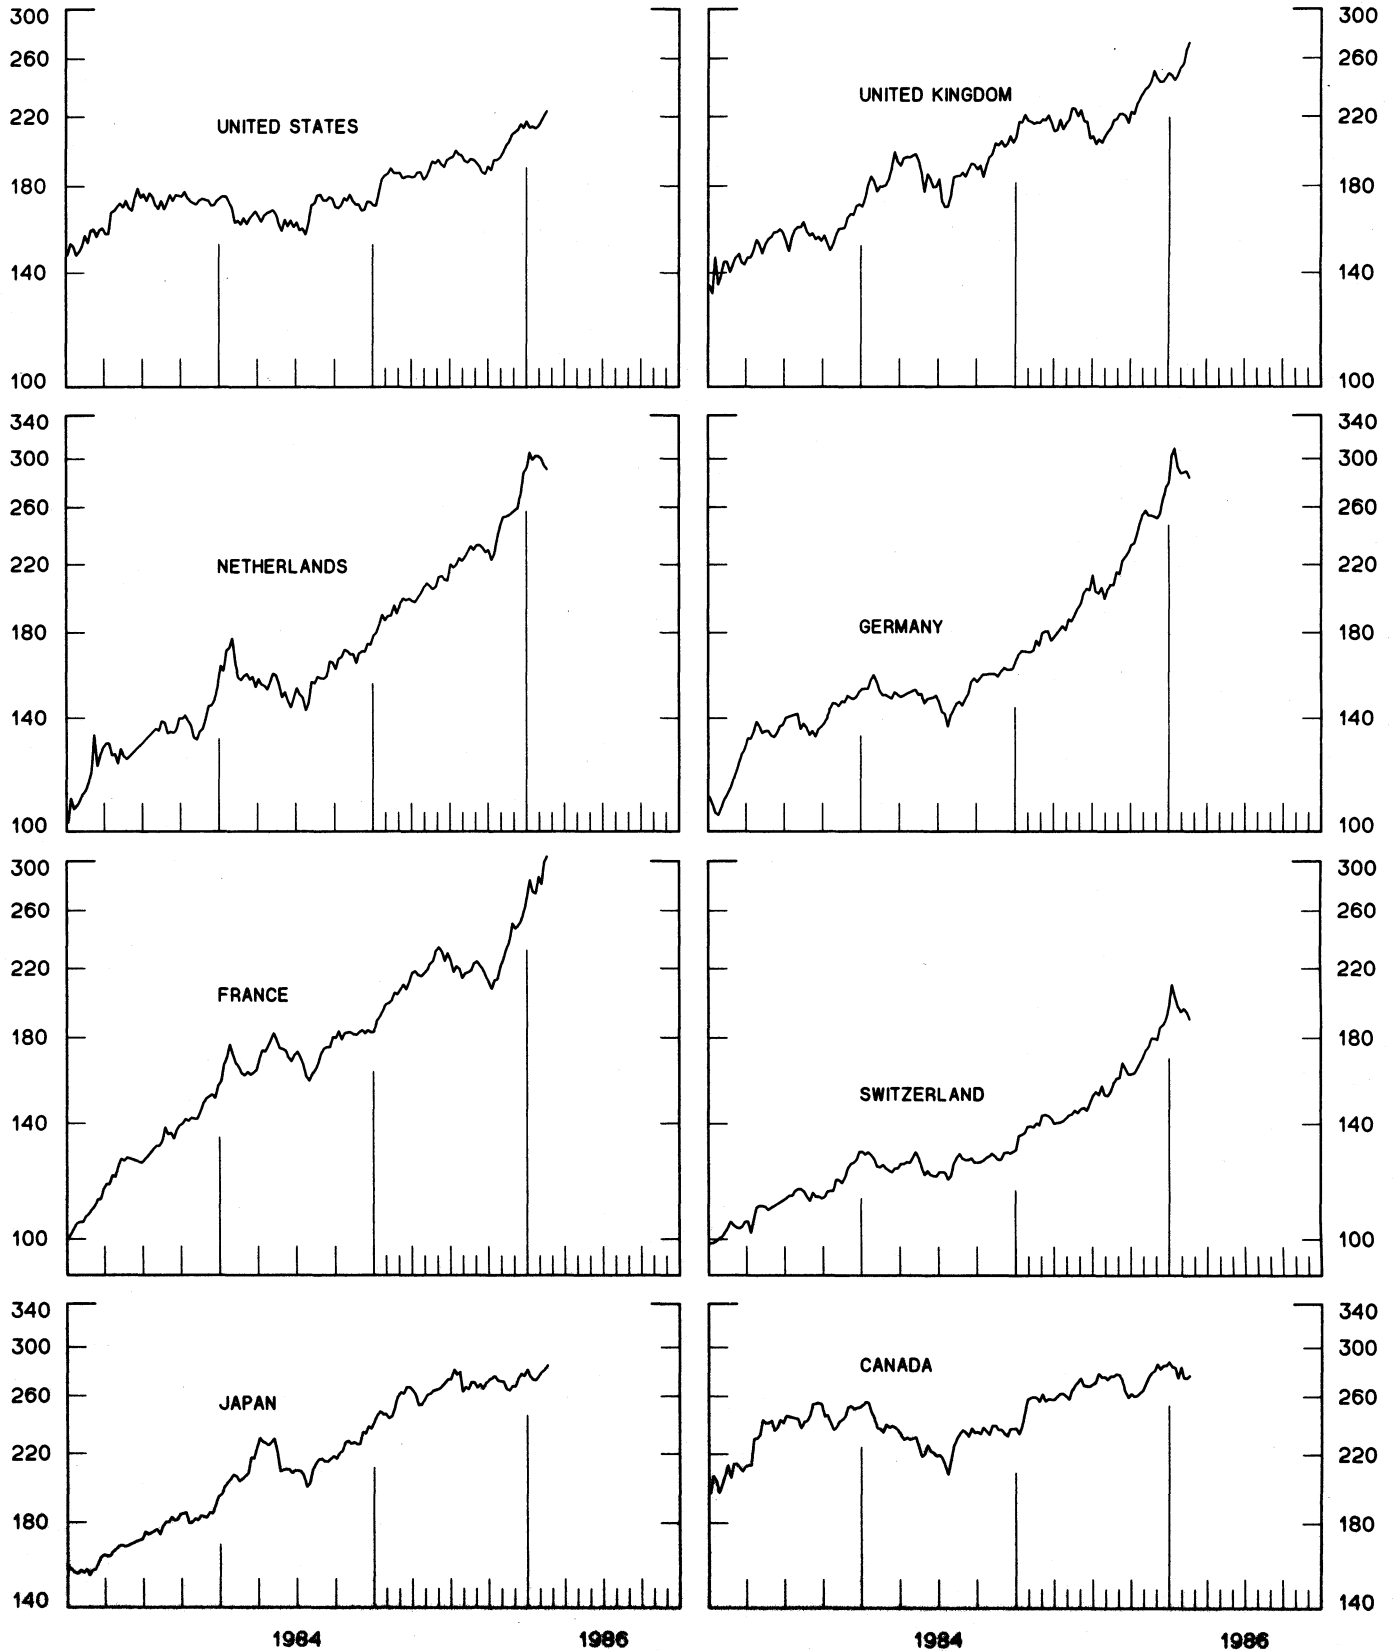 300 300
260 260
UNITED KINGDOM
220 UNITED STATES 220
180 180
140 140
100 100
340 340
300 300
260 260
220 NETHERLANDS 220
180 GERMANY 180
140 140
100 100
300 300
260 260
220 220
FRANCE
180 180
SWITZERLAND
140 140
100 100
340 340
300 300
CANADA
260 JAPAN 260
220 220
180 180
140 140
1984 1986 1984 1986